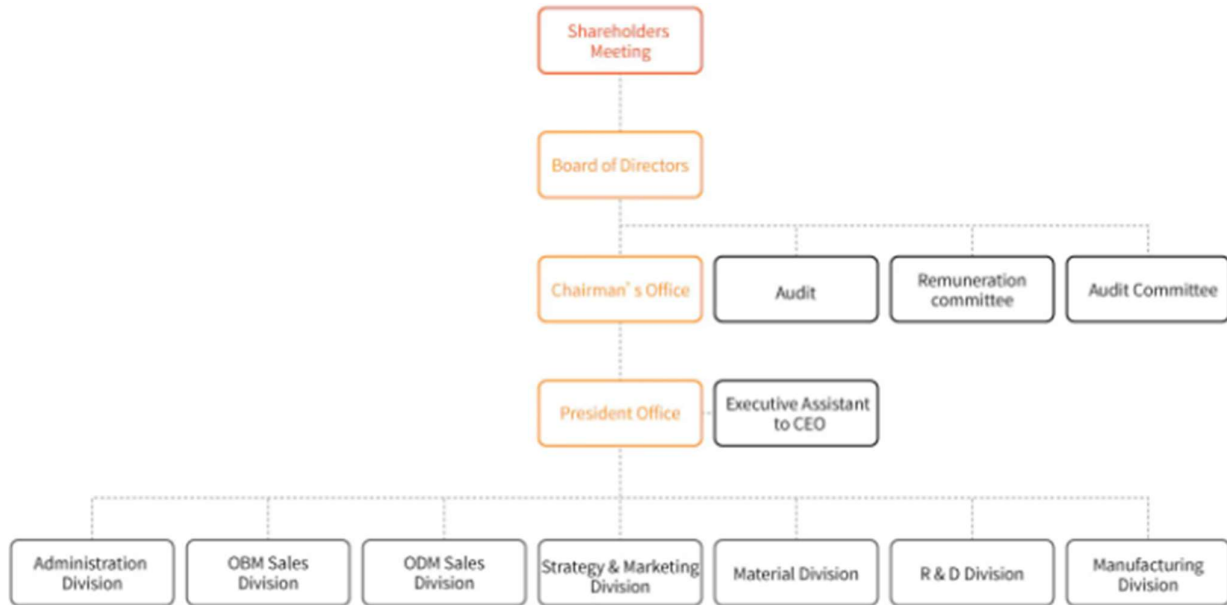 Shareholders
Meeting
Board of Directors
Chairman's Office
Audit
Remuneration
committee
Audit Committee
President Office
Executive Assistant
to CEO
Administration
Division
OBM Sales
Division
ODM Sales
Division
Strategy & Marketing
Division
Material Division
R & D Division
Manufacturing
Division